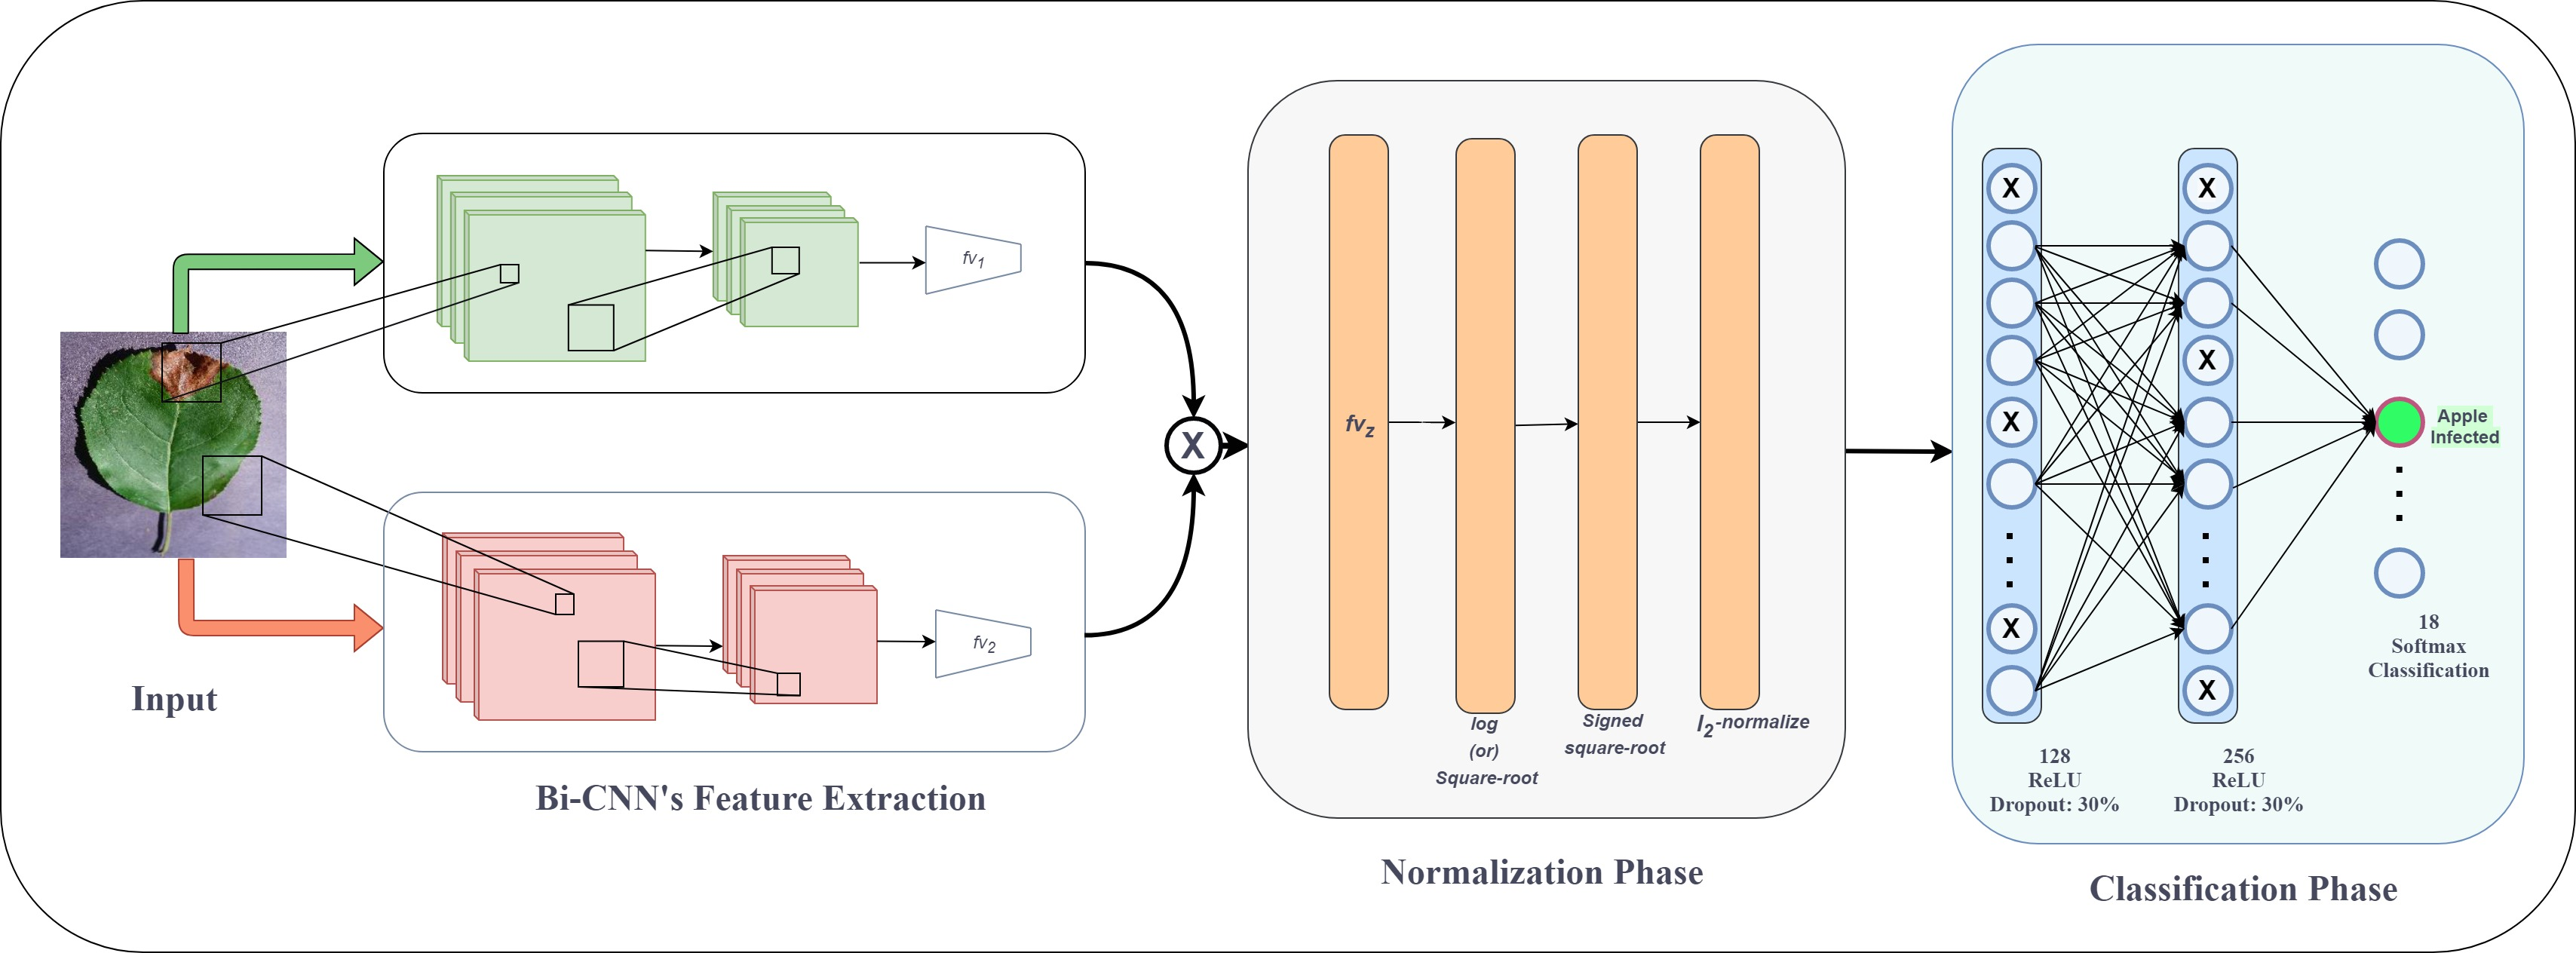 Input
fv1
fv2
Bi-CNN's Feature Extraction
X
fvz
log
(or)
Square-root
Signed
square-root
l2-normalize
Normalization Phase
X
X
X
X
X
X
128
ReLU
Dropout: 30%
256
ReLU
Dropout: 30%
Apple
Infected
18
Softmax
Classification
Classification Phase